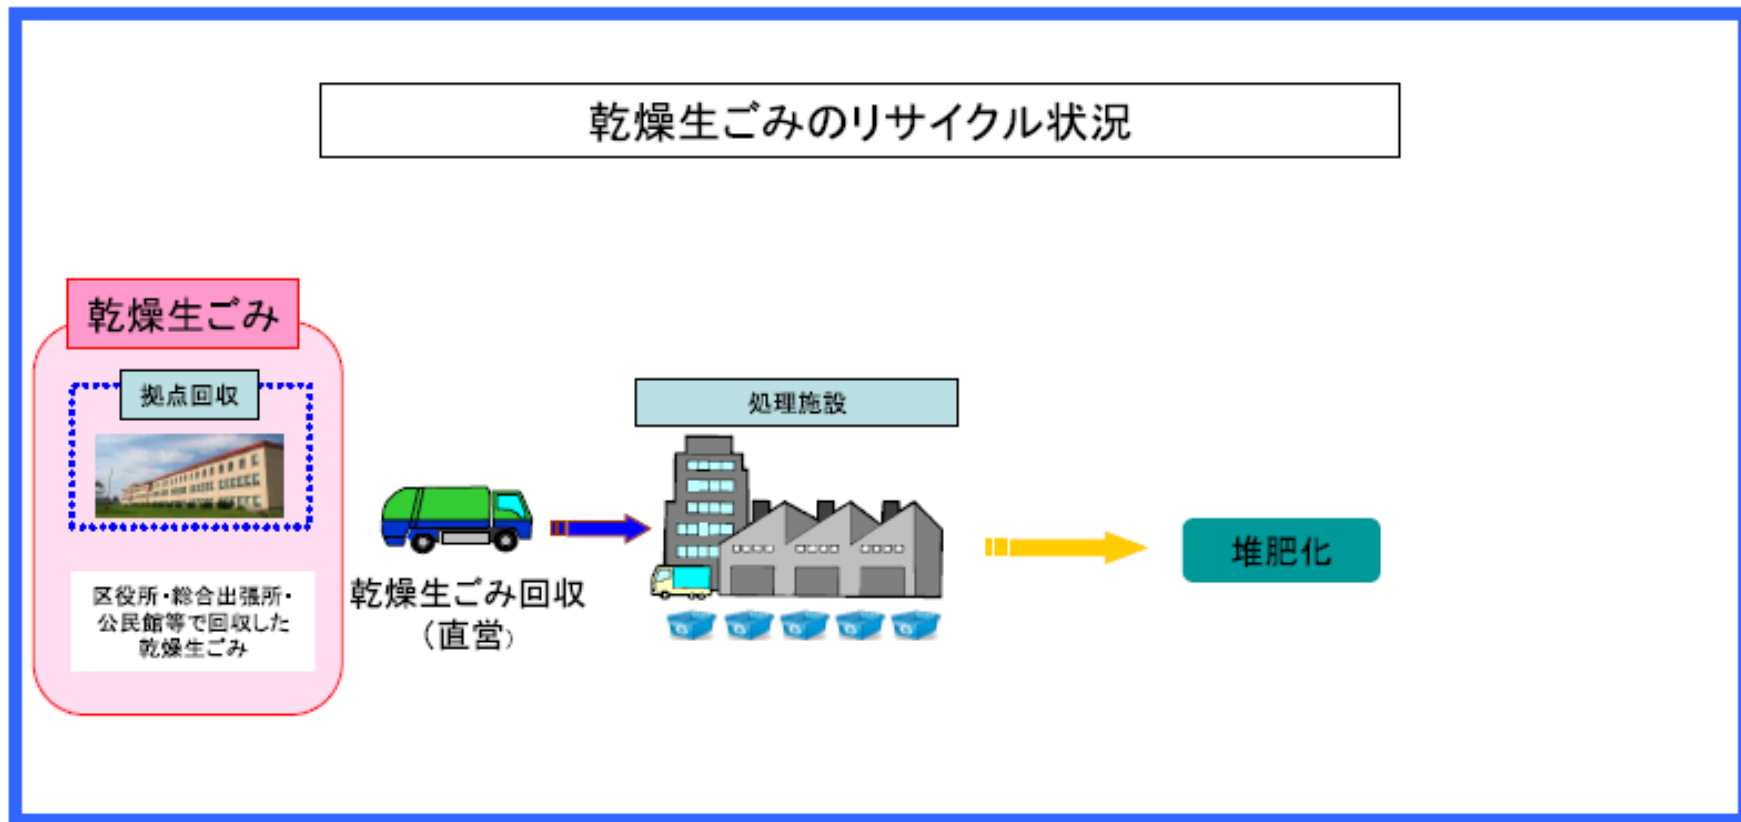 乾燥生ごみのリサイクル状況
乾燥生ごみ
拠点回収
区役所・総合出張所・
公民館等で回収した
乾燥生ごみ
乾燥生ごみ回収
（直営）
処理施設
堆肥化